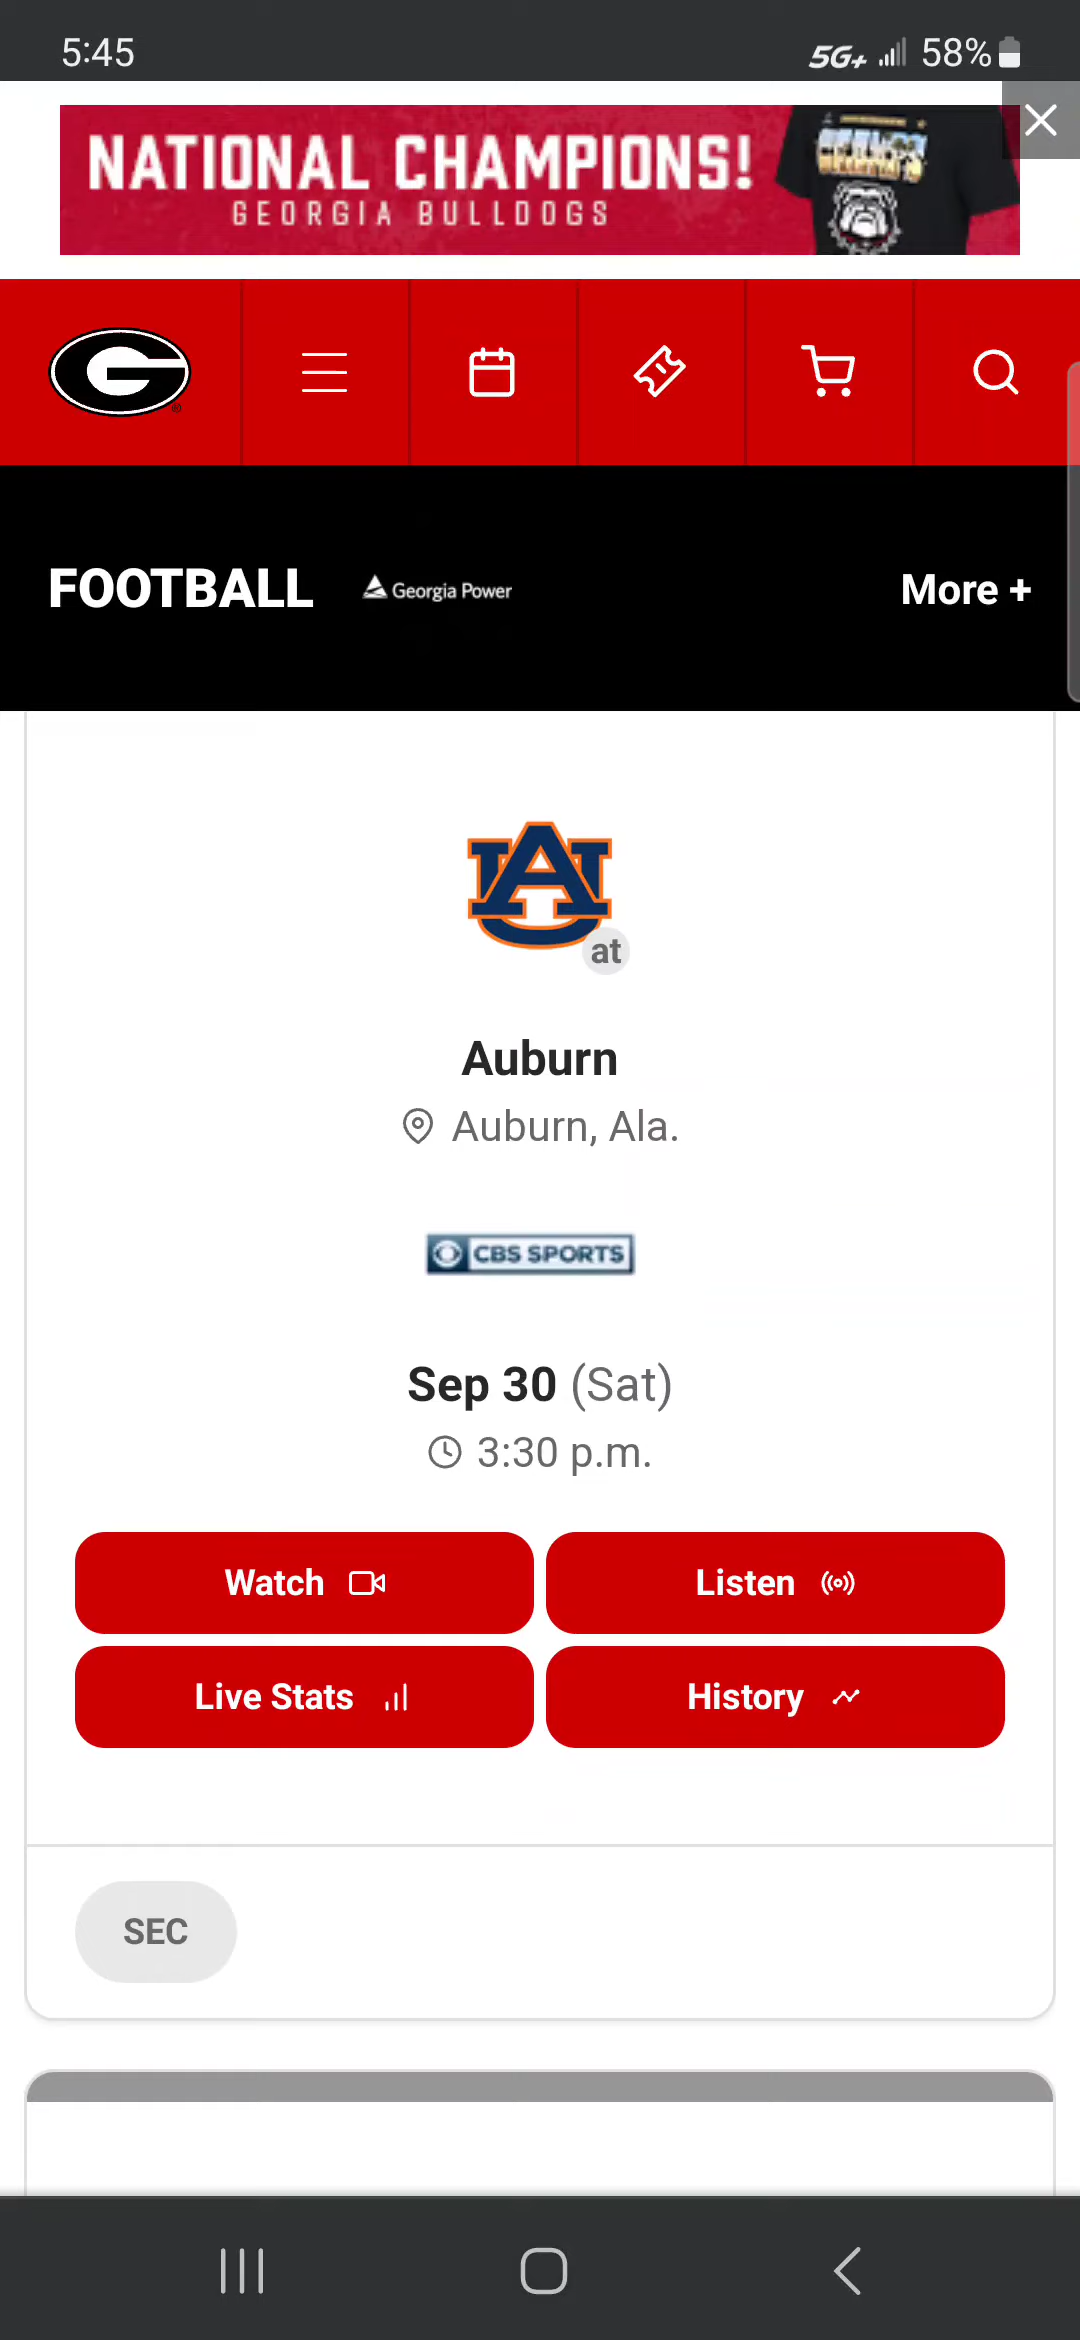 5:45
5G+ 58%
NATIONAL CHAMPIONS!
GEORGIA BULLDOGS
G
FOOTBALL
Georgia Power
More +
AU
at
Auburn
Auburn, Ala.
CBS SPORTS
Sep 30 (Sat)
3:30 p.m.
Watch
Listen
Live Stats
History
SEC